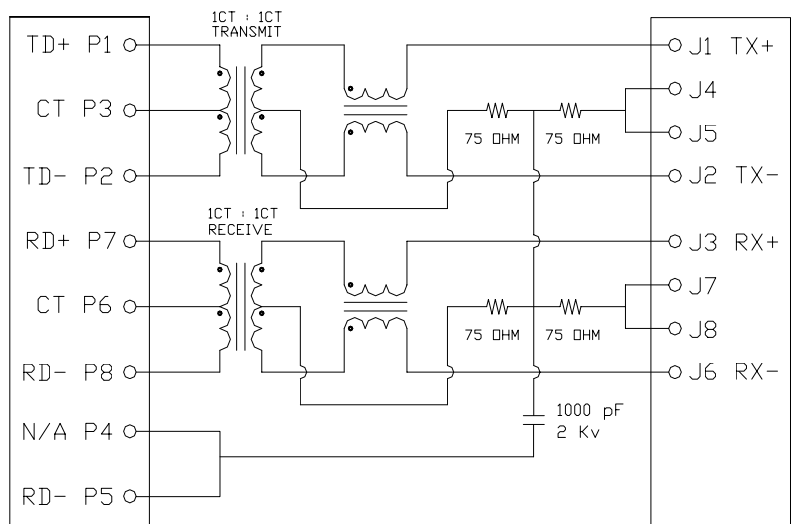 1CT : 1CT
TRANSMIT
TD+ P1
J1 TX+
J4
CT P3
75 OHM
75 OHM
J5
TD- P2
J2 TX-
1CT : 1CT
RECEIVE
RD+ P7
J3 RX+
J7
CT P6
75 OHM
75 OHM
J8
RD- P8
J6 RX-
1000 pF
2 Kv
N/A P4
RD- P5